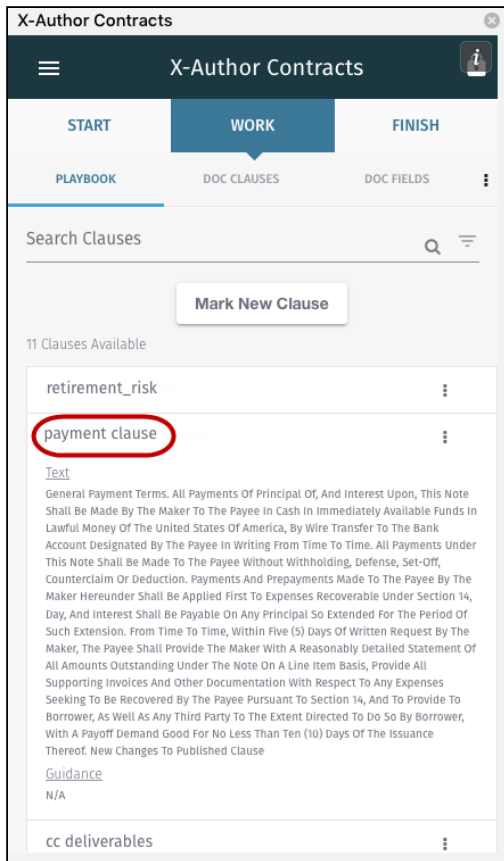 X-Author Contracts
X-Author Contracts
i
START WORK FINISH
PLAYBOOK DOC CLAUSES DOC FIELDS
Search Clauses
Mark New Clause
11 Clauses Available
retirement_risk
payment clause
Text
General Payment Terms. All Payments Of Principal Of, And Interest Upon, This Note
Shall Be Made By The Maker To The Payee In Cash In Immediately Available Funds In
Lawful Money Of The United States Of America, By Wire Transfer To The Bank
Account Designated By The Payee In Writing From Time To Time. All Payments Under
This Note Shall Be Made To The Payee Without Withholding, Defense, Set-Off,
Counterclaim Or Deduction. Payments And Prepayments Made To The Payee By The
Maker Hereunder Shall Be Applied First To Expenses Recoverable Under Section 14,
Day, And Interest Shall Be Payable On Any Principal So Extended For The Period Of
Such Extension. From Time To Time, Within Five (5) Days Of Written Request By The
Maker, The Payee Shall Provide The Maker With A Reasonably Detailed Statement Of
All Amounts Outstanding Under The Note On A Line Item Basis, Provide All
Supporting Invoices And Other Documentation With Respect To Any Expenses
Seeking To Be Recovered By The Payee Pursuant To Section 14, And To Provide To
Borrower, As Well As Any Third Party To The Extent Directed To Do So By Borrower,
With A Payoff Demand Good For No Less Than Ten (10) Days Of The Issuance
Thereof. New Changes To Published Clause
Guidance
N/A
cc deliverables